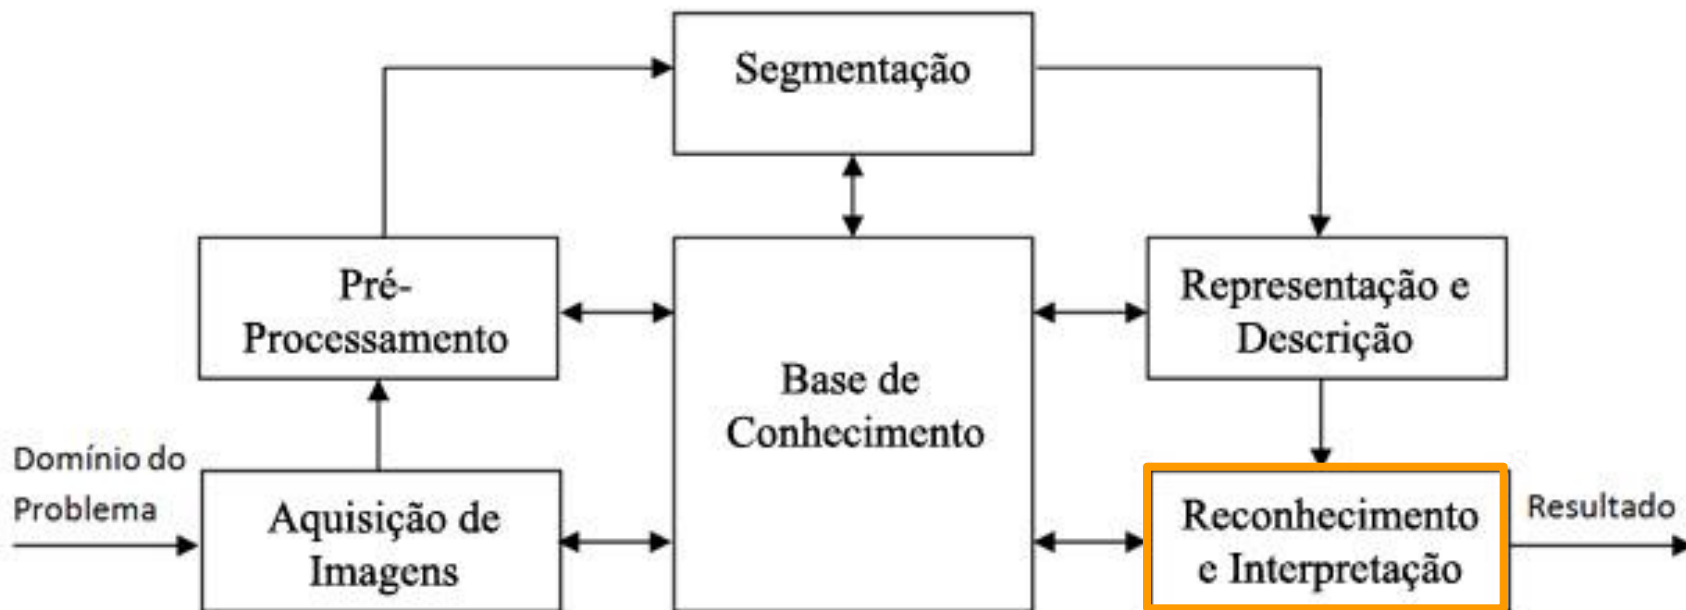 Segmentação
Pré-
Processamento
Representação e
Descrição
Base de
Conhecimento
Domínio do
Problema
Aquisição de
Imagens
Reconhecimento
e Interpretação
Resultado